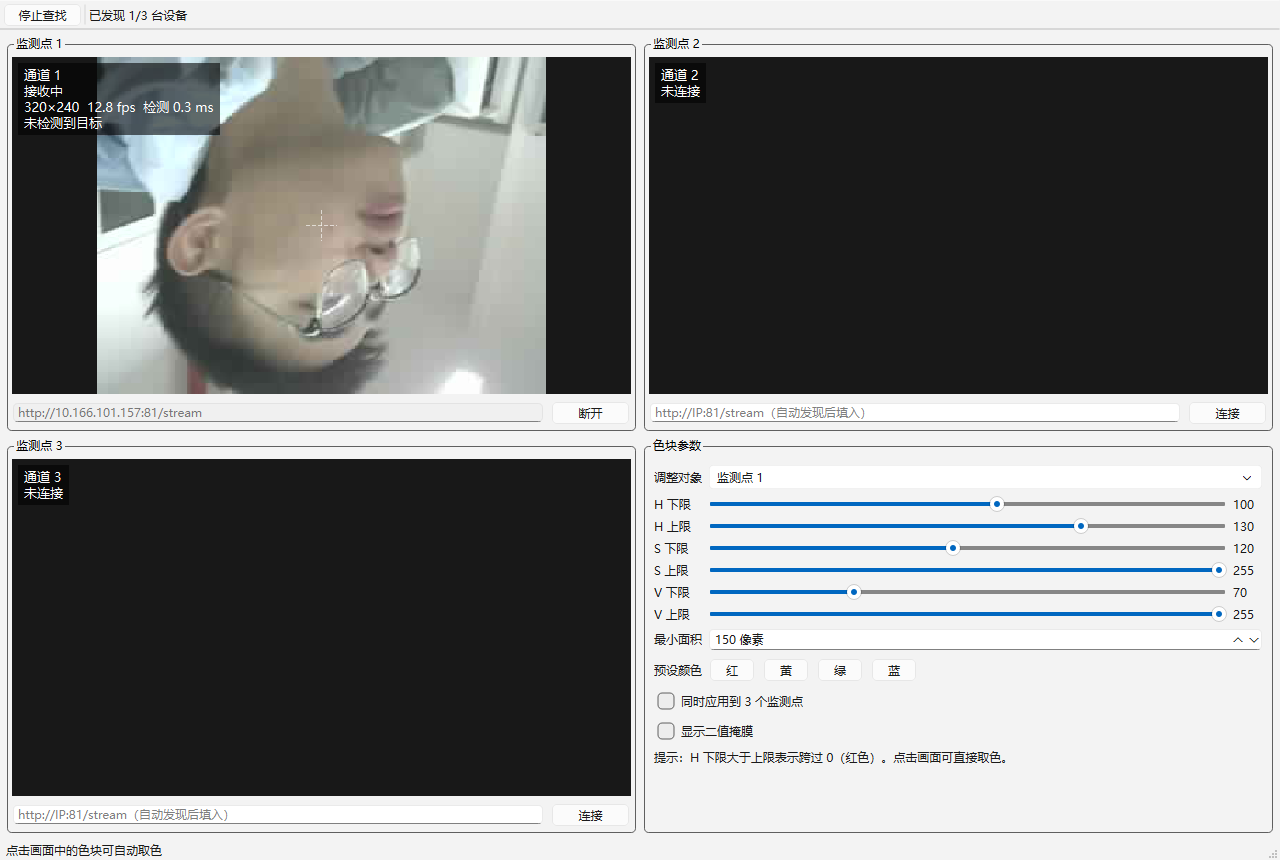 停止查找 已发现 1/3 台设备
监测点 1
通道 1
接收中
320×240 12.8 fps 检测 0.3 ms
未检测到目标
http://10.166.101.157:81/stream 断开
监测点 2
通道 2
未连接
http://IP:81/stream（自动发现后填入） 连接
监测点 3
通道 3
未连接
http://IP:81/stream（自动发现后填入） 连接
色块参数
调整对象 监测点 1
H 下限 100
H 上限 130
S 下限 120
S 上限 255
V 下限 70
V 上限 255
最小面积 150 像素
预设颜色 红 黄 绿 蓝
同时应用到 3 个监测点
显示二值掩膜
提示：H 下限大于上限表示跨过 0（红色）。点击画面可直接取色。
点击画面中的色块可自动取色